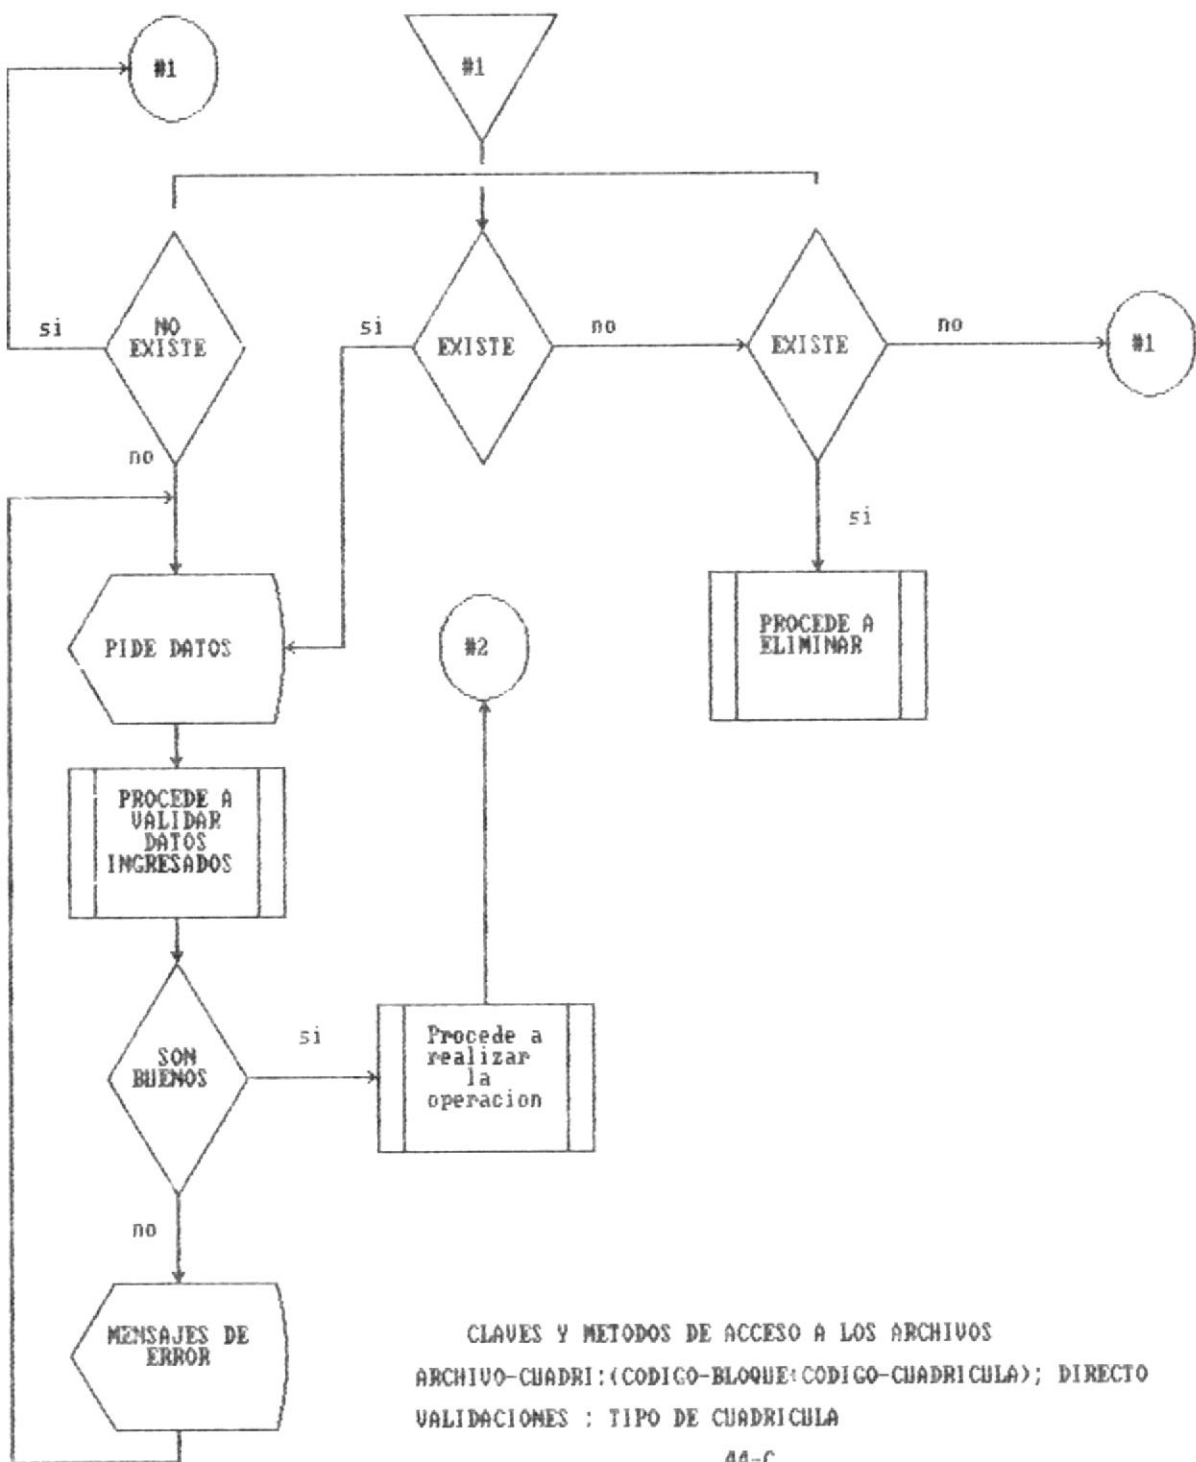 #1
#1
si
NO
EXISTE
si
EXISTE
no
EXISTE
no
#1
no
si
PIDE DATOS
#2
PROCEDE A
ELIMINAR
PROCEDE A
VALIDAR
DATOS
INGRESADOS
SON
BUENOS
si
Procede a
realizar
la
operacion
no
MENSAJES DE
ERROR
CLAVES Y METODOS DE ACCESO A LOS ARCHIVOS
ARCHIVO-CUADRI:(CODIGO-BLOQUE:CODIGO-CUADRICULA); DIRECTO
VALIDACIONES : TIPO DE CUADRICULA
44-C